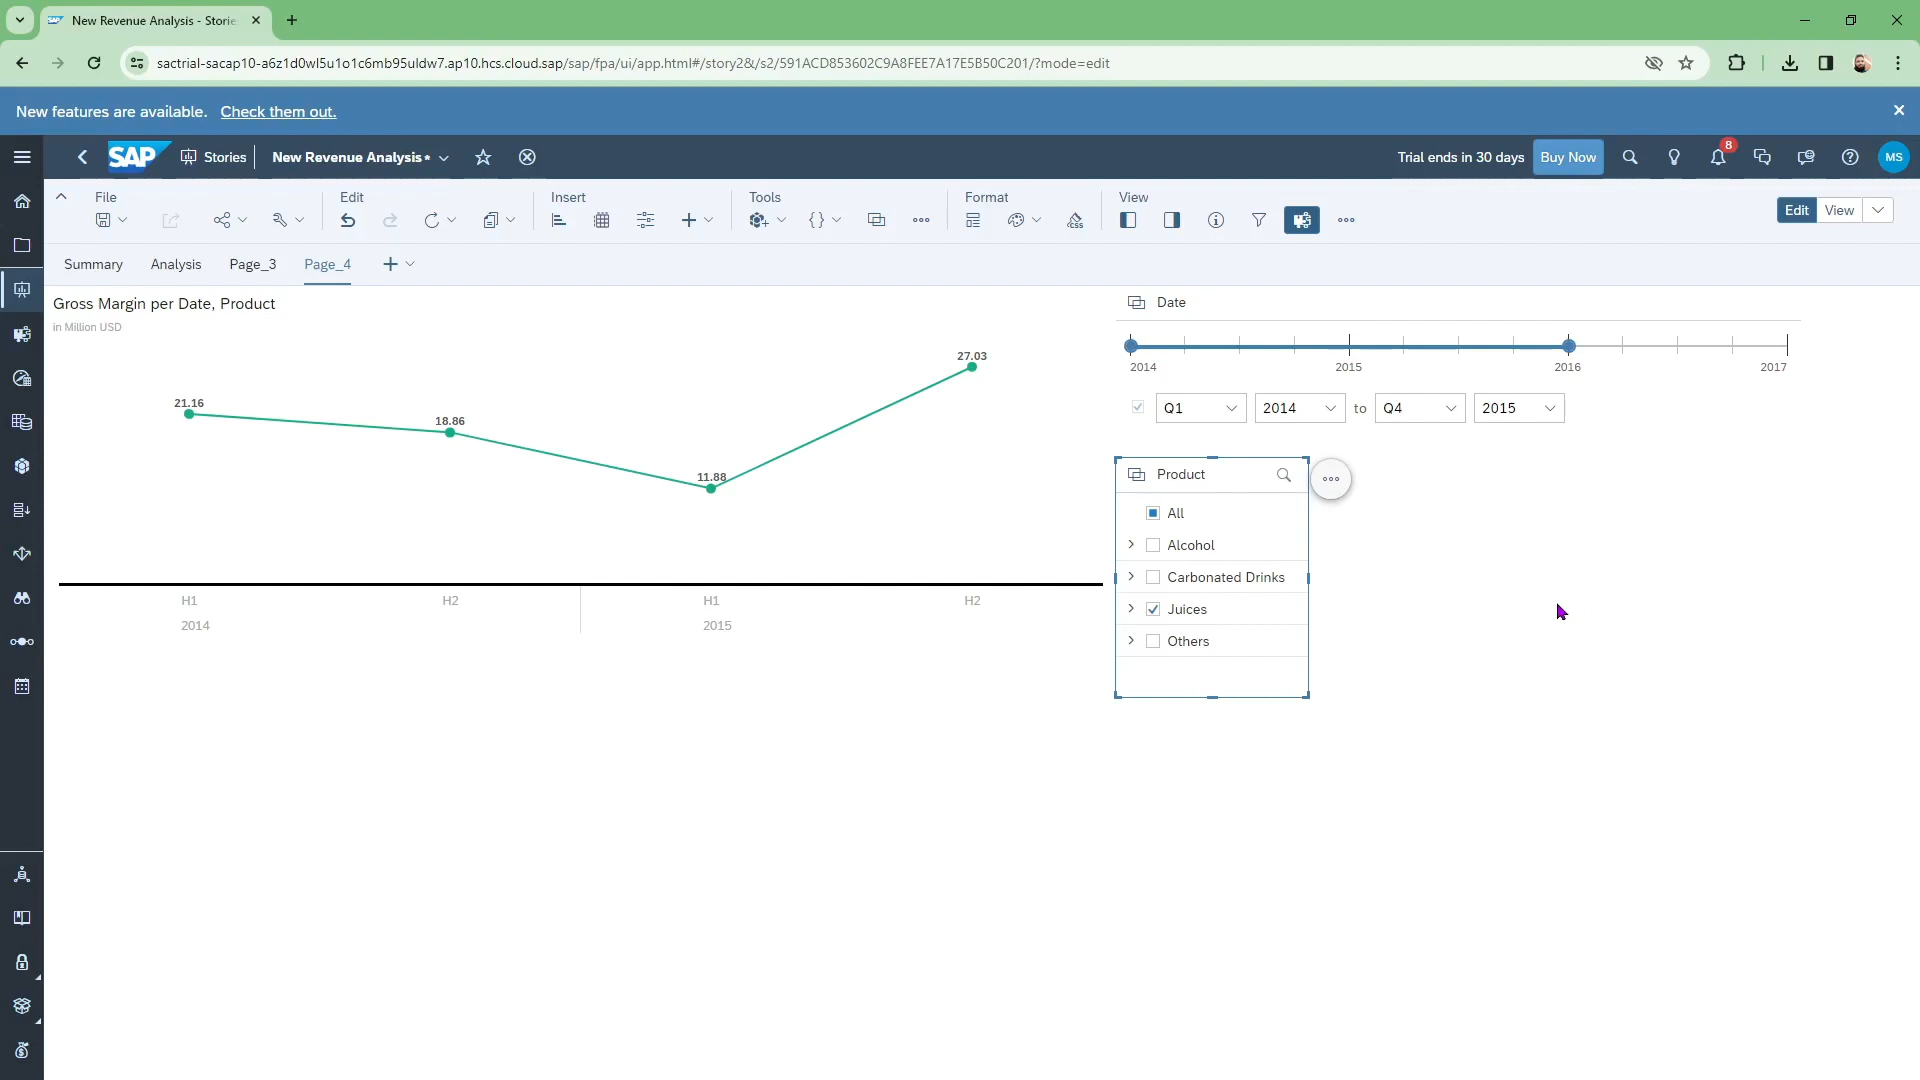 New Revenue Analysis - Storie
sactrial-sacap10-a6z1d0wl5u1o1c6mb95uldw7.ap10.hcs.cloud.sap/sap/fpa/ui/app.html#/story2&/s2/591ACD853602C9A8FEE7A17E5B50C201/?mode=edit
New features are available. Check them out.
SAP Stories New Revenue Analysis* Trial ends in 30 days Buy Now 8 MS
File Edit Insert Tools Format View
CSS
Edit View
Summary Analysis Page_3 Page_4
Gross Margin per Date, Product
in Million USD
21.16
18.86
11.88
27.03
H1 H2 H1 H2
2014 2015
Date
2014 2015 2016 2017
Q1 2014 to Q4 2015
Product
All
Alcohol
Carbonated Drinks
Juices
Others